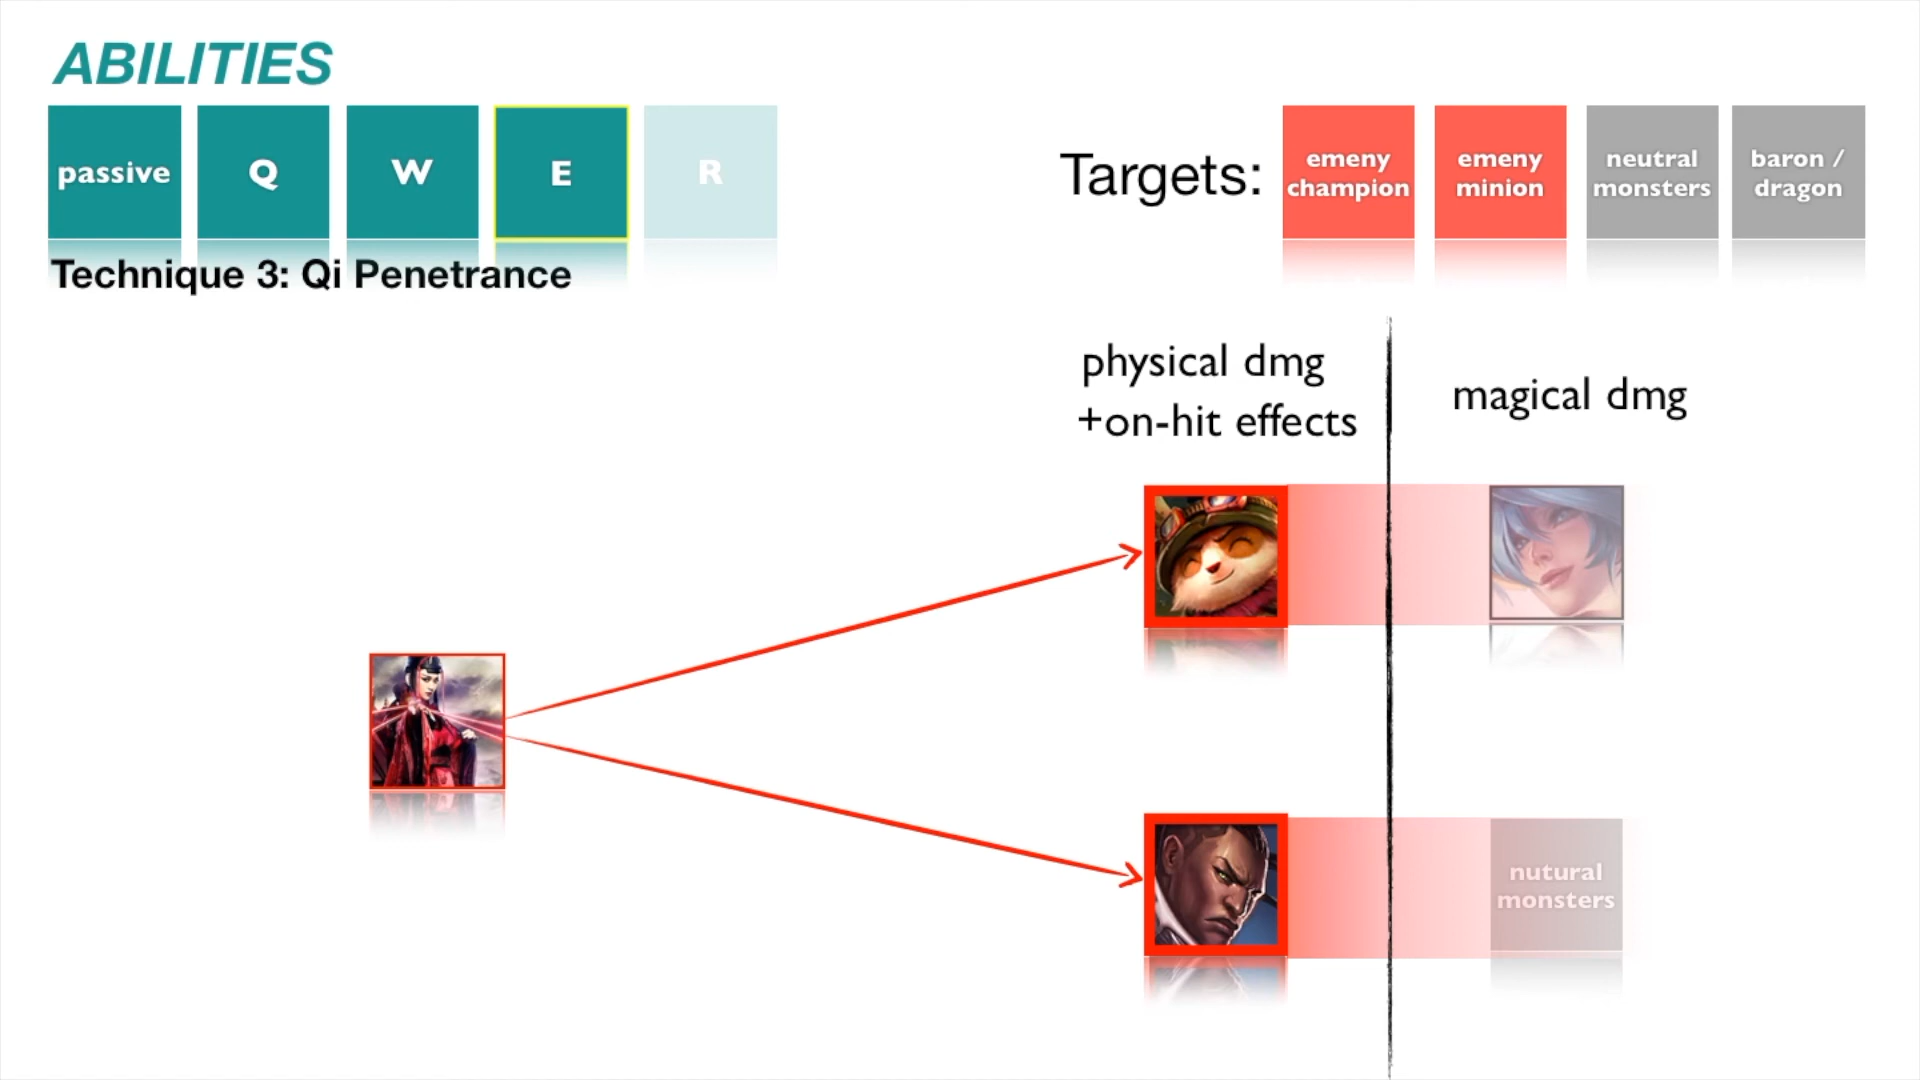 ABILITIES
passive
Q
W
E
R
Technique 3: Qi Penetrance
Targets:
emeny
champion
emeny
minion
neutral
monsters
baron /
dragon
physical dmg
+on-hit effects
magical dmg
nutural
monsters